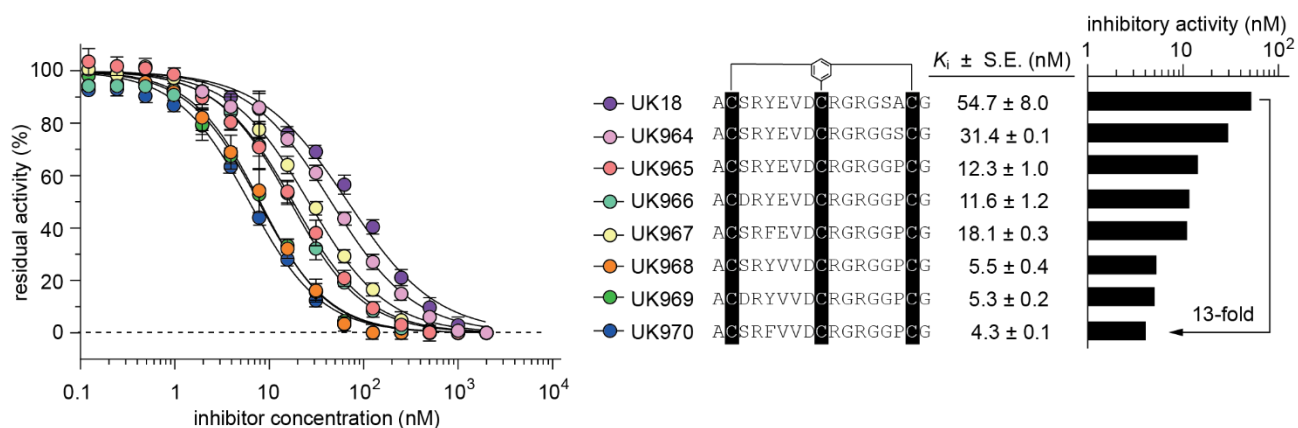 residual activity (%)
100
80
60
40
20
0
0.1 1 10 10² 10³ 10⁴
inhibitor concentration (nM)
inhibitory activity (nM)
Kᵢ ± S.E. (nM)
1 10 10²
UK18 ACSRYEVDCRGRGSACG 54.7 ± 8.0
UK964 ACSRYEVDCRGRGGSCG 31.4 ± 0.1
UK965 ACSRYEVDCRGRGGPCG 12.3 ± 1.0
UK966 ACDRYEVDCRGRGGPCG 11.6 ± 1.2
UK967 ACSRFEVDCRGRGGPCG 18.1 ± 0.3
UK968 ACSRYVVDCRGRGGPCG 5.5 ± 0.4
UK969 ACDRYVVDCRGRGGPCG 5.3 ± 0.2
UK970 ACSRFVVDCRGRGGPCG 4.3 ± 0.1
13-fold